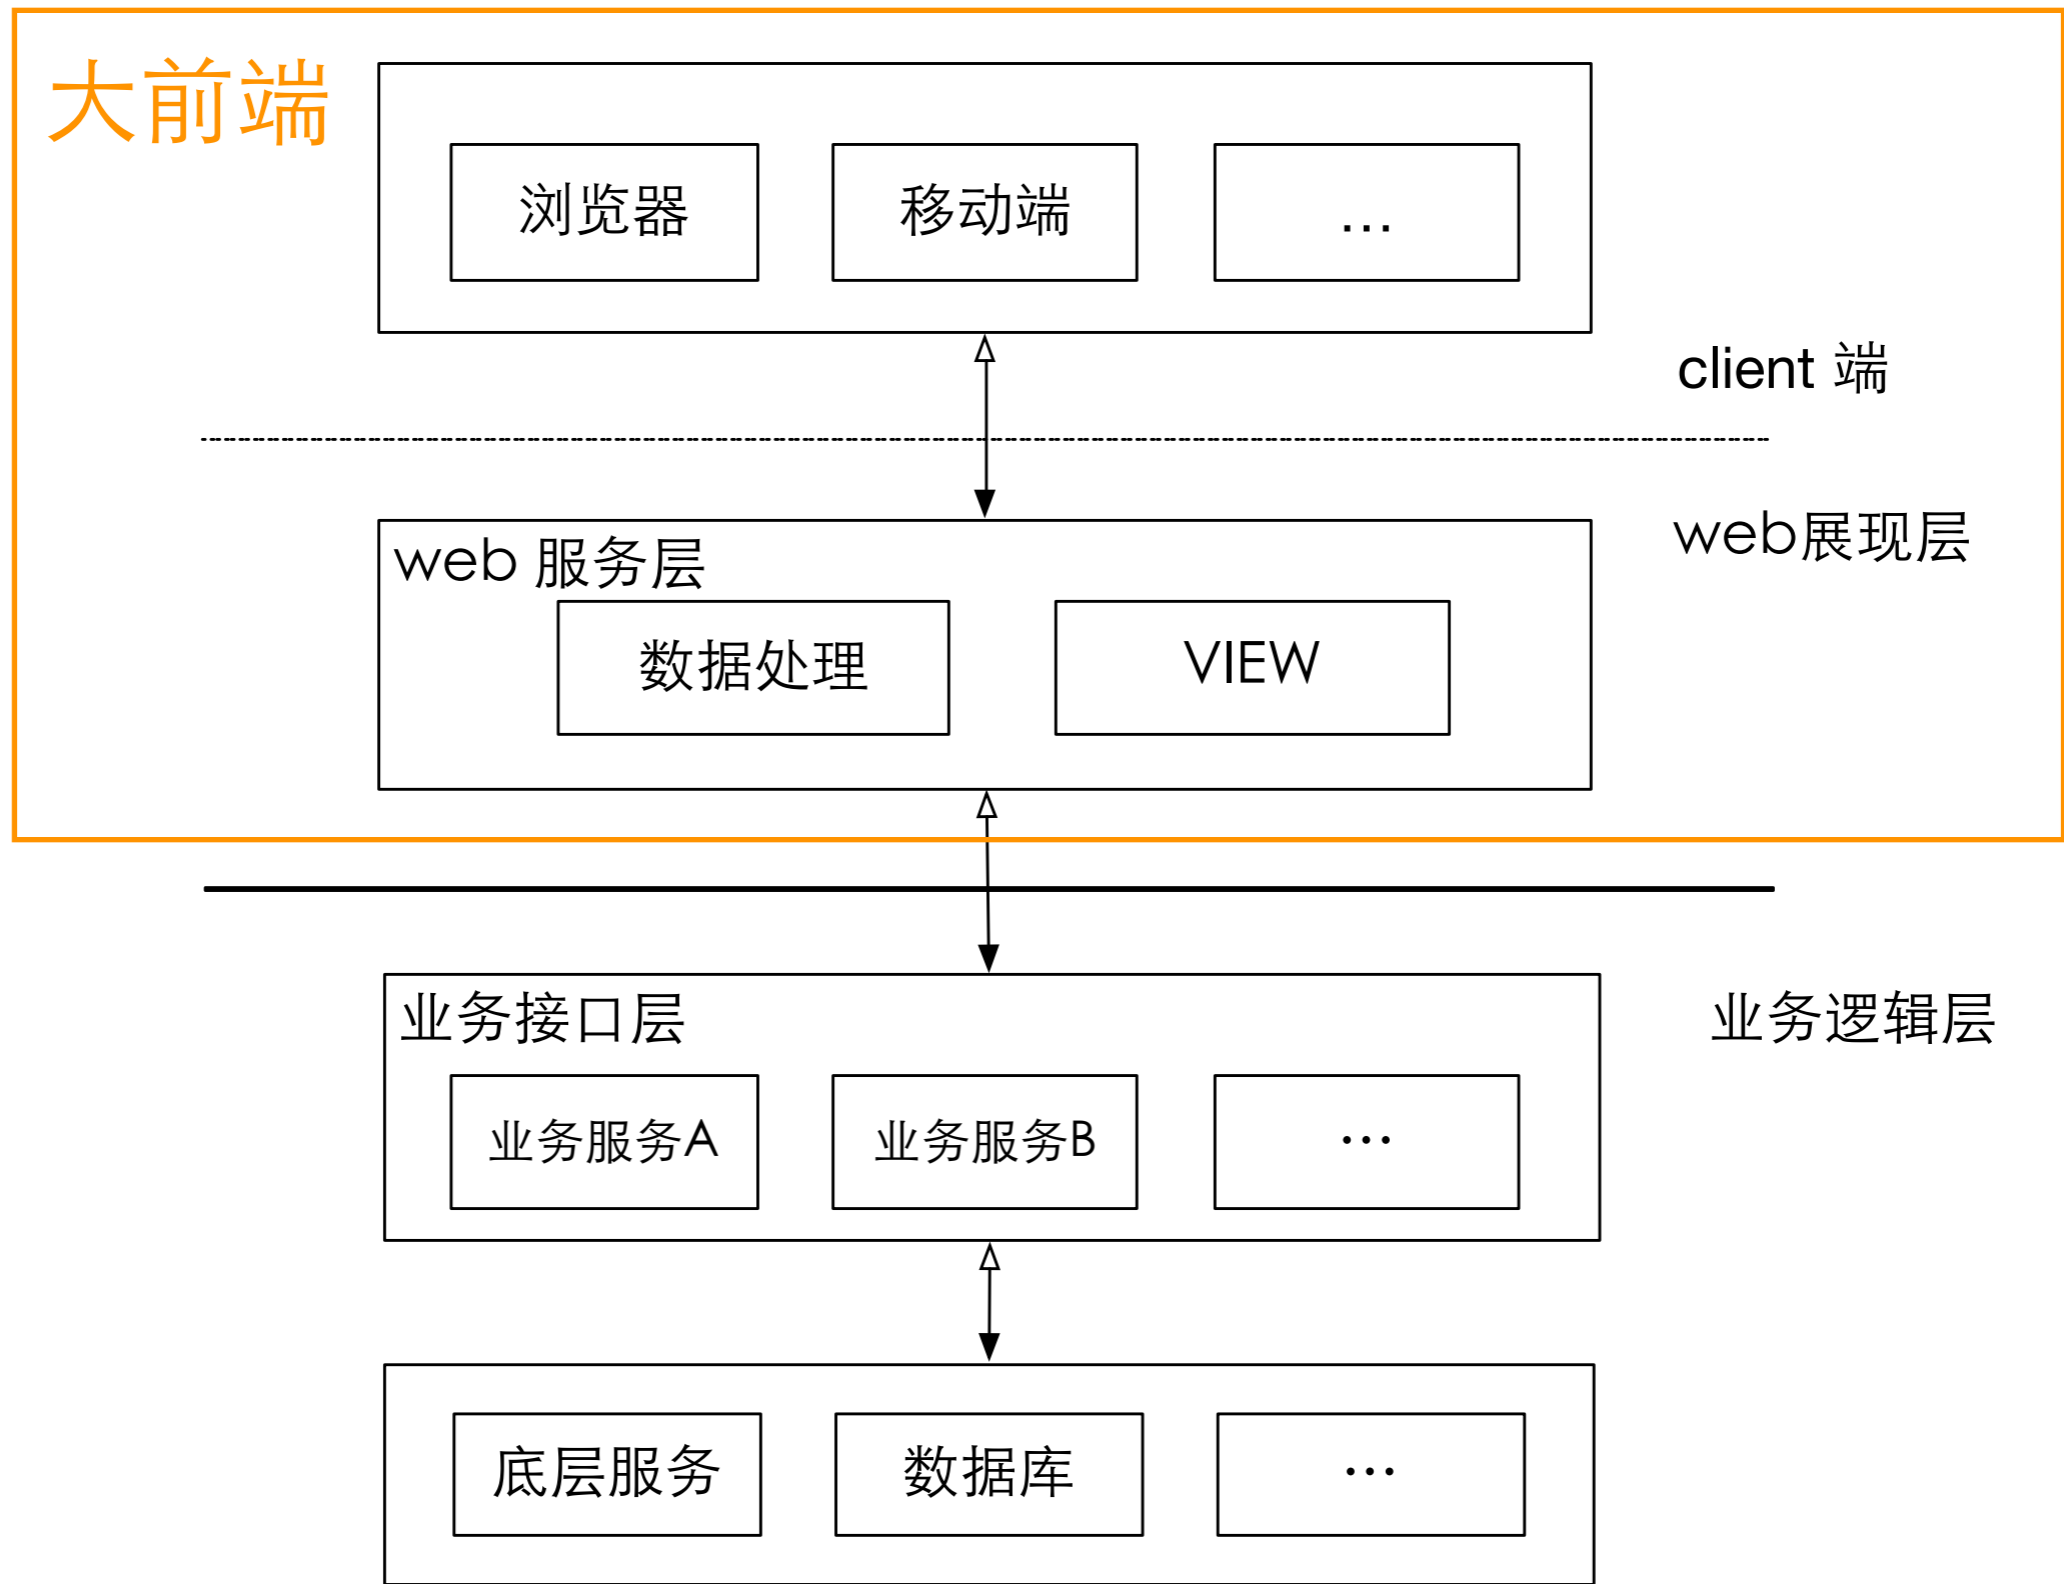 大前端
浏览器
移动端
...
client 端
web展现层
web 服务层
数据处理
VIEW
业务接口层
业务逻辑层
业务服务A
业务服务B
...
底层服务
数据库
...